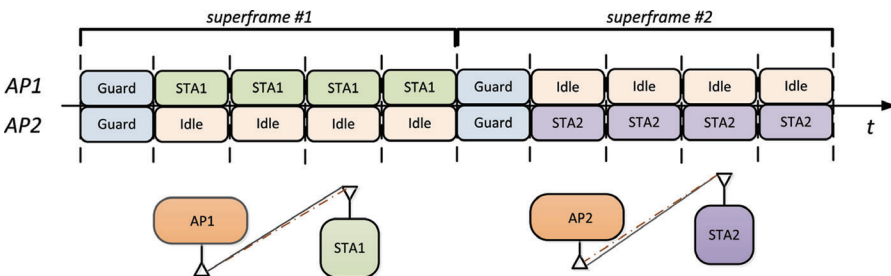 superframe #1 superframe #2
AP1 Guard STA1 STA1 STA1 STA1 Guard Idle Idle Idle Idle
AP2 Guard Idle Idle Idle Idle Guard STA2 STA2 STA2 STA2 t
AP1 STA1 AP2 STA2